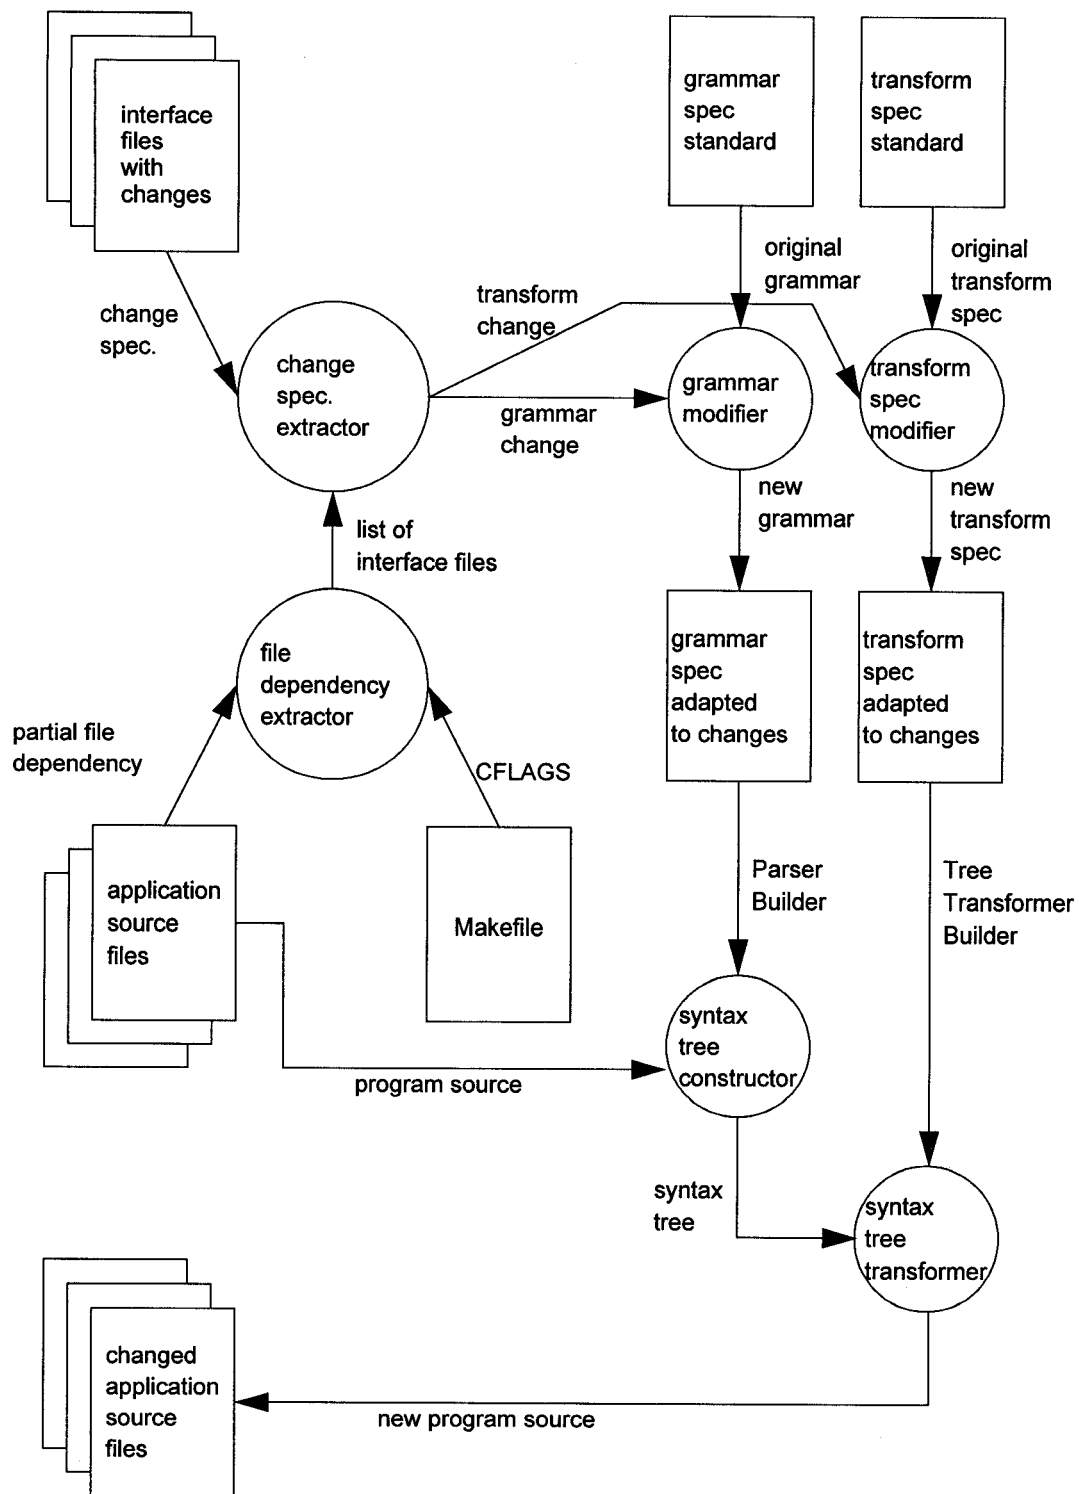 interface
files
with
changes
grammar
spec
standard
transform
spec
standard
change
spec.
original
grammar
original
transform
spec
transform
change
change
spec.
extractor
grammar
change
grammar
modifier
transform
spec
modifier
list of
interface files
new
grammar
new
transform
spec
file
dependency
extractor
partial file
dependency
CFLAGS
grammar
spec
adapted
to changes
transform
spec
adapted
to changes
application
source
files
Makefile
Parser
Builder
Tree
Transformer
Builder
program source
syntax
tree
constructor
syntax
tree
syntax
tree
transformer
changed
application
source
files
new program source